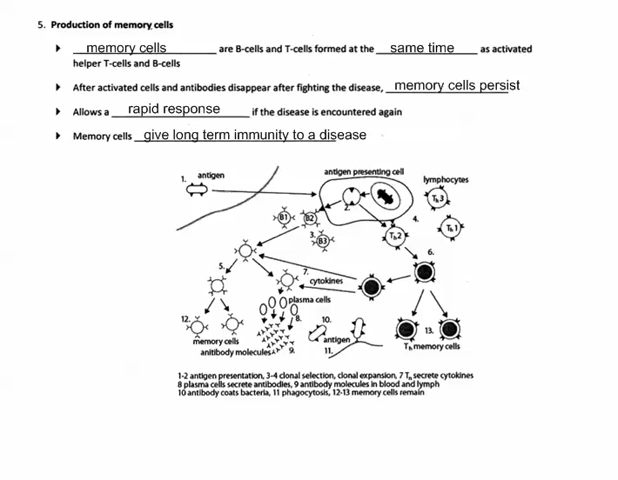 5. Production of memory cells
memory cells are B-cells and T-cells formed at the same time as activated
helper T-cells and B-cells
After activated cells and antibodies disappear after fighting the disease, memory cells persist
Allows a rapid response if the disease is encountered again
Memory cells give long term immunity to a disease
1. antigen
antigen presenting cell
lymphocytes
Th3
2.
B1
B2
4.
Th1
3.
B3
Th2
6.
5.
7.
cytokines
plasma cells
12.
8.
10.
13.
memory cells
antigen
Th memory cells
anitibody molecules
9.
11.
1-2 antigen presentation, 3-4 clonal selection, clonal expansion, 7 Th secrete cytokines
8 plasma cells secrete antibodies, 9 antibody molecules in blood and lymph
10 antibody coats bacteria, 11 phagocytosis, 12-13 memory cells remain